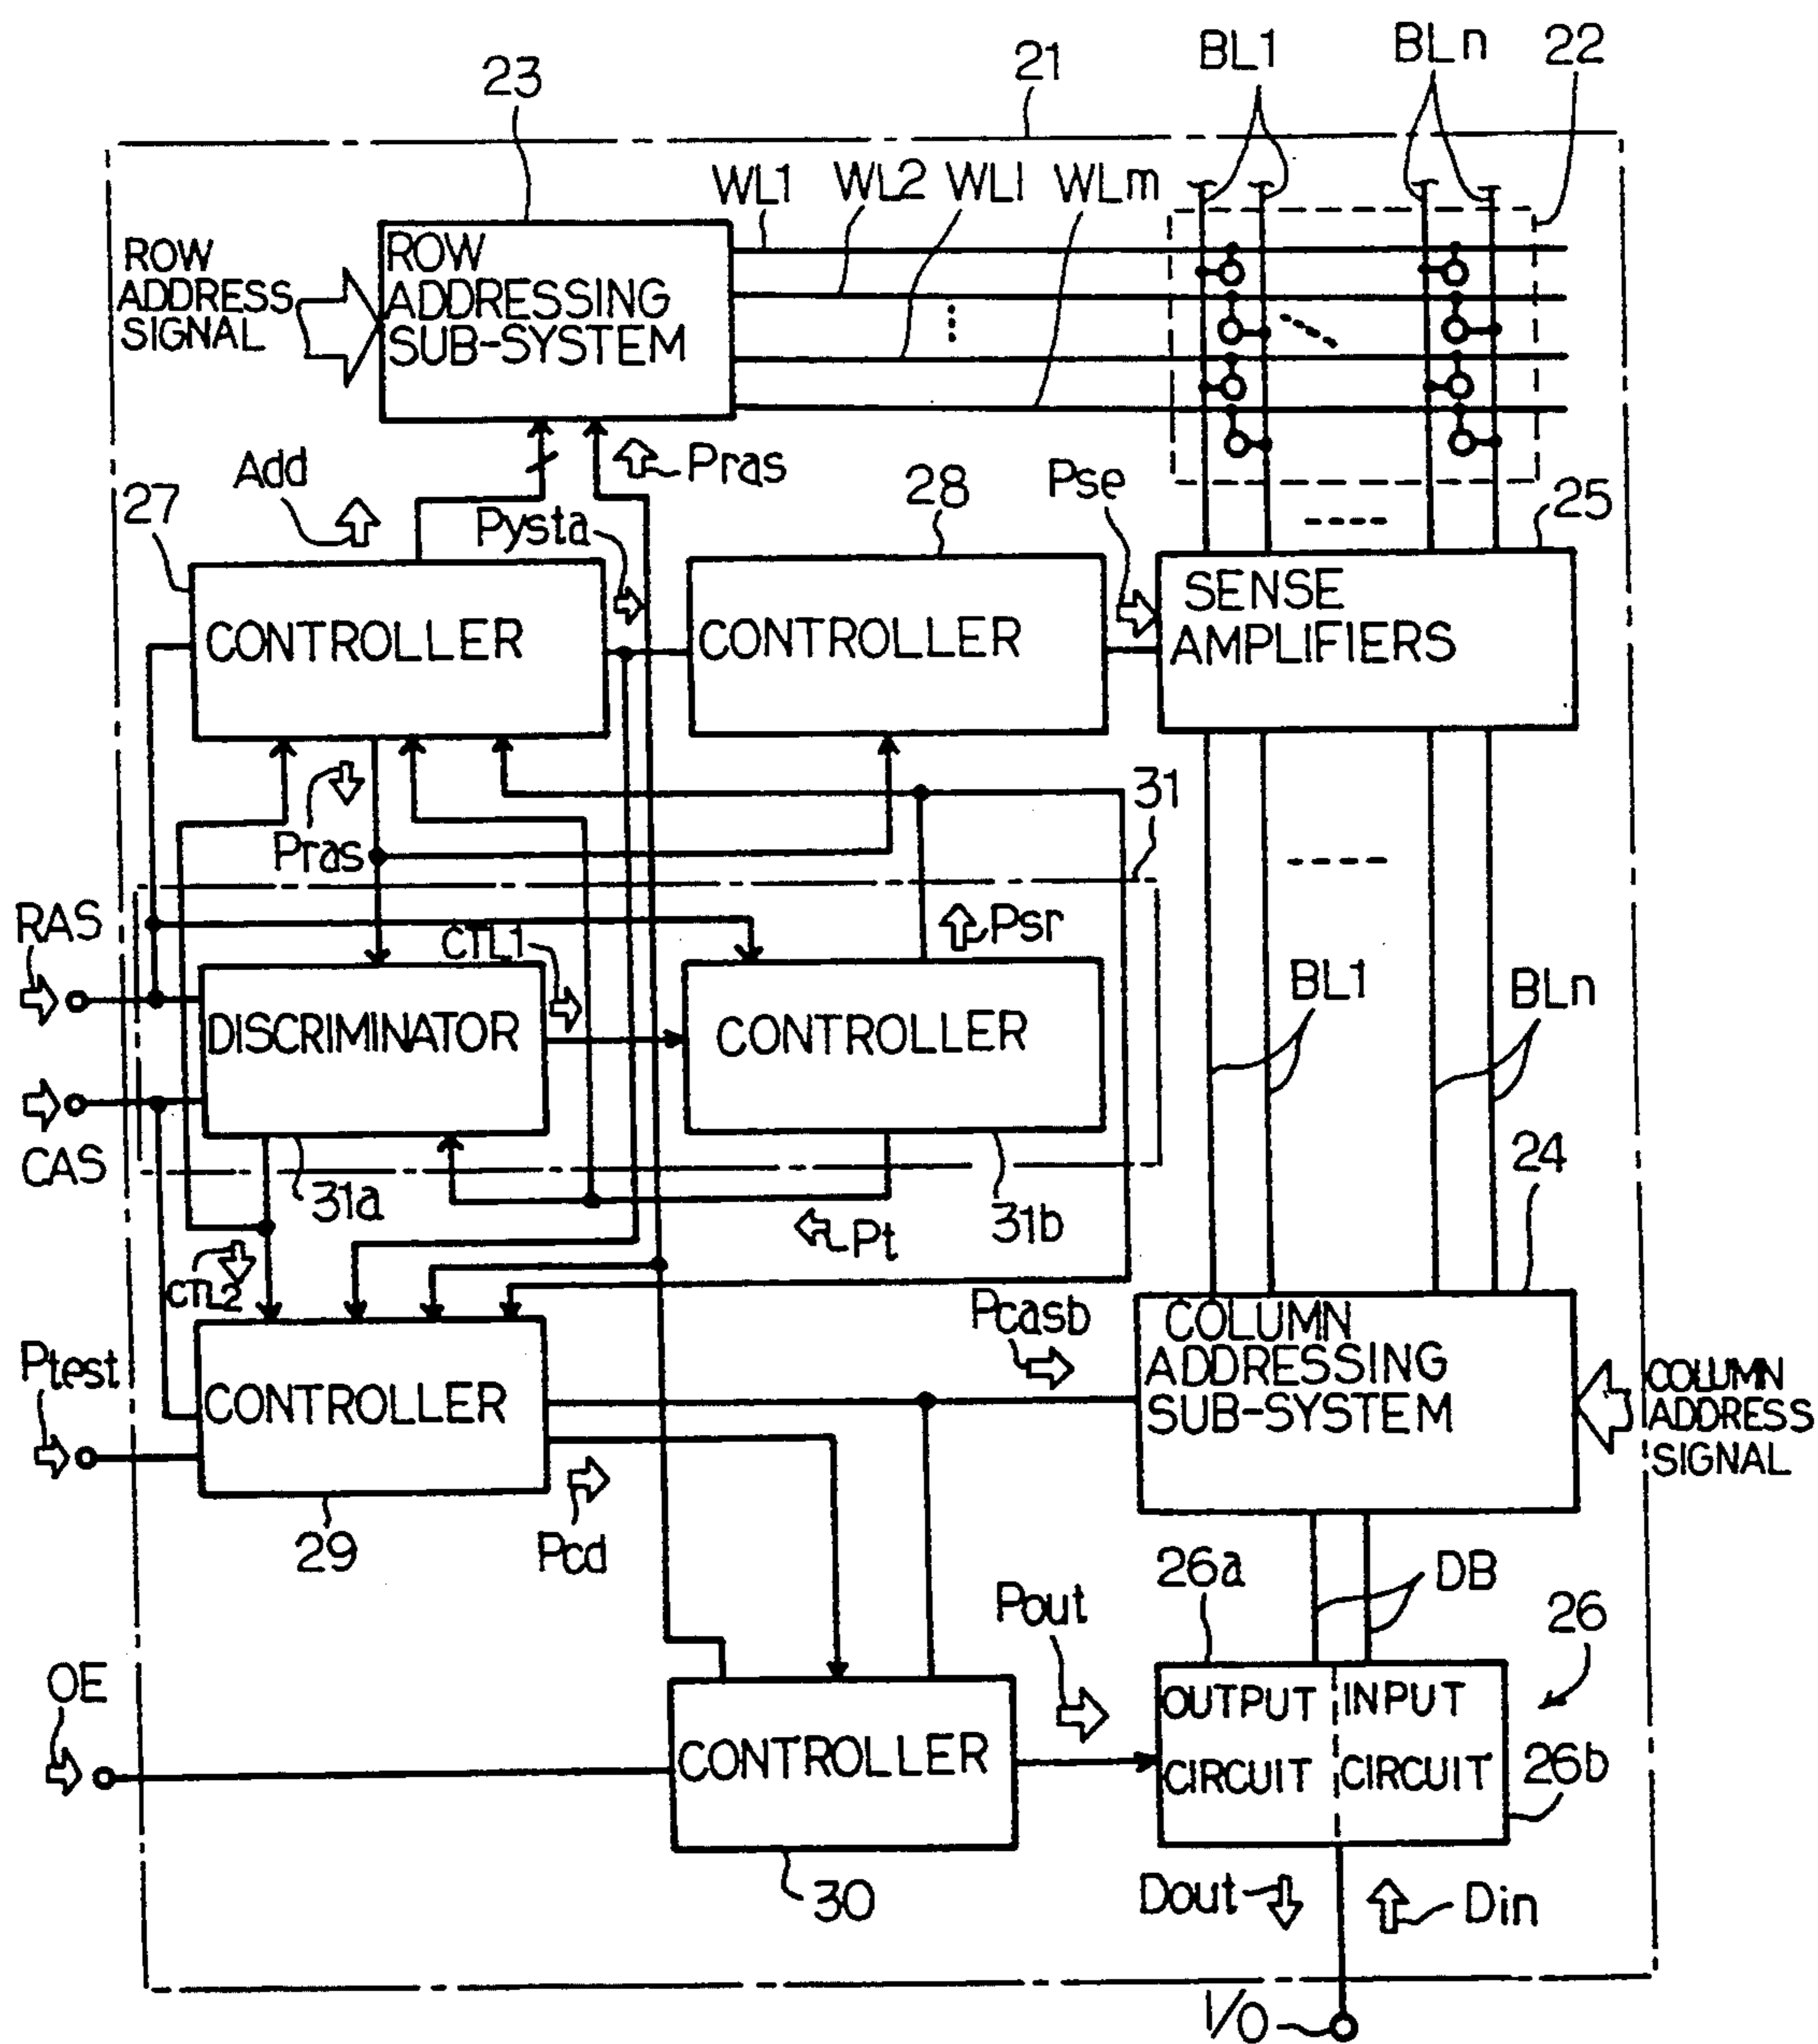 21
BL1
BLn
22
23
WL1
WL2
WL1
WLm
ROW
ADDRESS
SIGNAL
ROW
ADDRESSING
SUB-SYSTEM
Add
Pras
27
Pysta
28
Pse
25
CONTROLLER
CONTROLLER
SENSE
AMPLIFIERS
Pras
31
RAS
CTL1
Psr
BL1
BLn
DISCRIMINATOR
CONTROLLER
CAS
31a
31b
24
Pt
CTL2
Pcasb
Ptest
CONTROLLER
COLUMN
ADDRESSING
SUB-SYSTEM
COLUMN
ADDRESS
SIGNAL
29
Pcd
26a
DB
Pout
26
OE
CONTROLLER
OUTPUT
CIRCUIT
INPUT
CIRCUIT
26b
30
Dout
Din
I/O